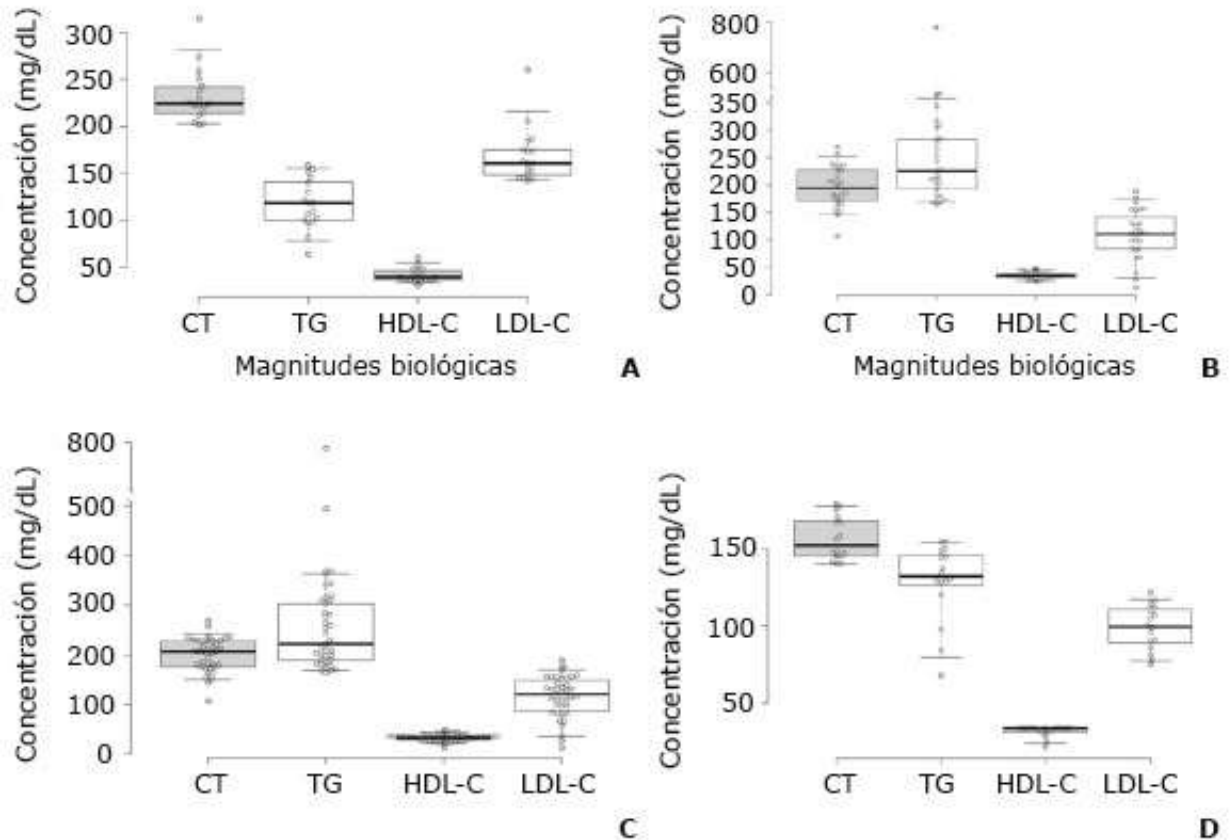 Concentración (mg/dL)
300
250
200
150
100
50
CT TG HDL-C LDL-C
Magnitudes biológicas
A
Concentración (mg/dL)
800
600
350
300
250
200
150
100
50
0
CT TG HDL-C LDL-C
Magnitudes biológicas
B
Concentración (mg/dL)
800
500
400
300
200
100
0
CT TG HDL-C LDL-C
C
Concentración (mg/dL)
150
100
50
CT TG HDL-C LDL-C
D